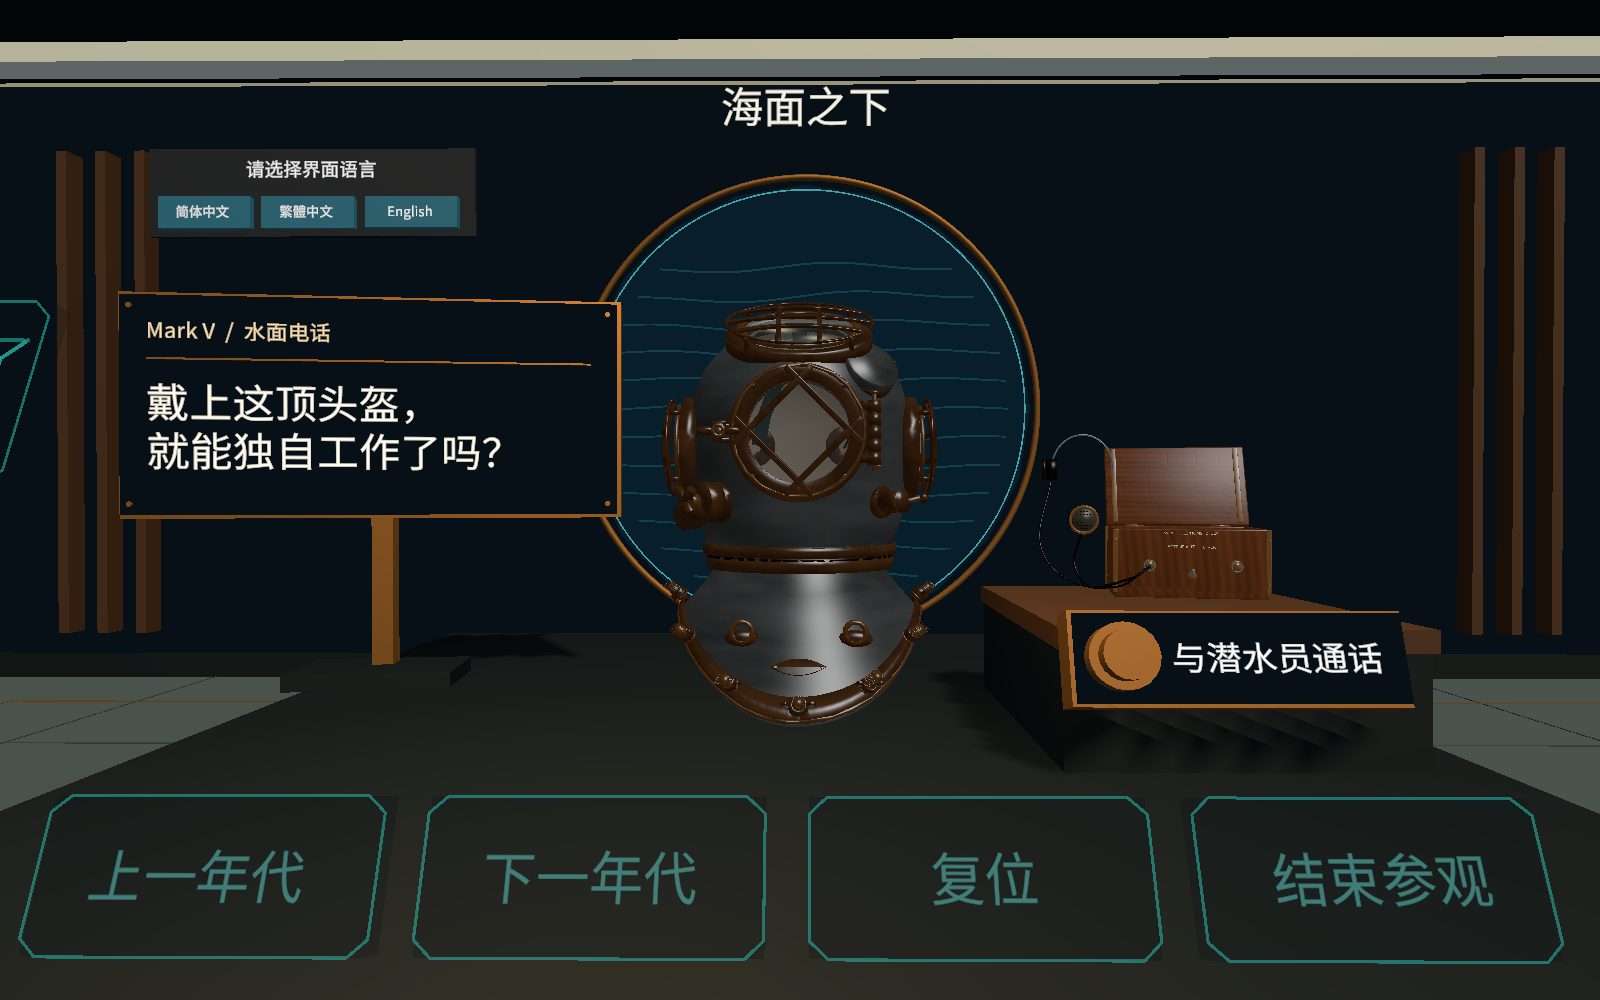 海面之下
请选择界面语言
简体中文
繁體中文
English
Mark V / 水面电话
戴上这顶头盔，
就能独自工作了吗？
与潜水员通话
上一年代
下一年代
复位
结束参观